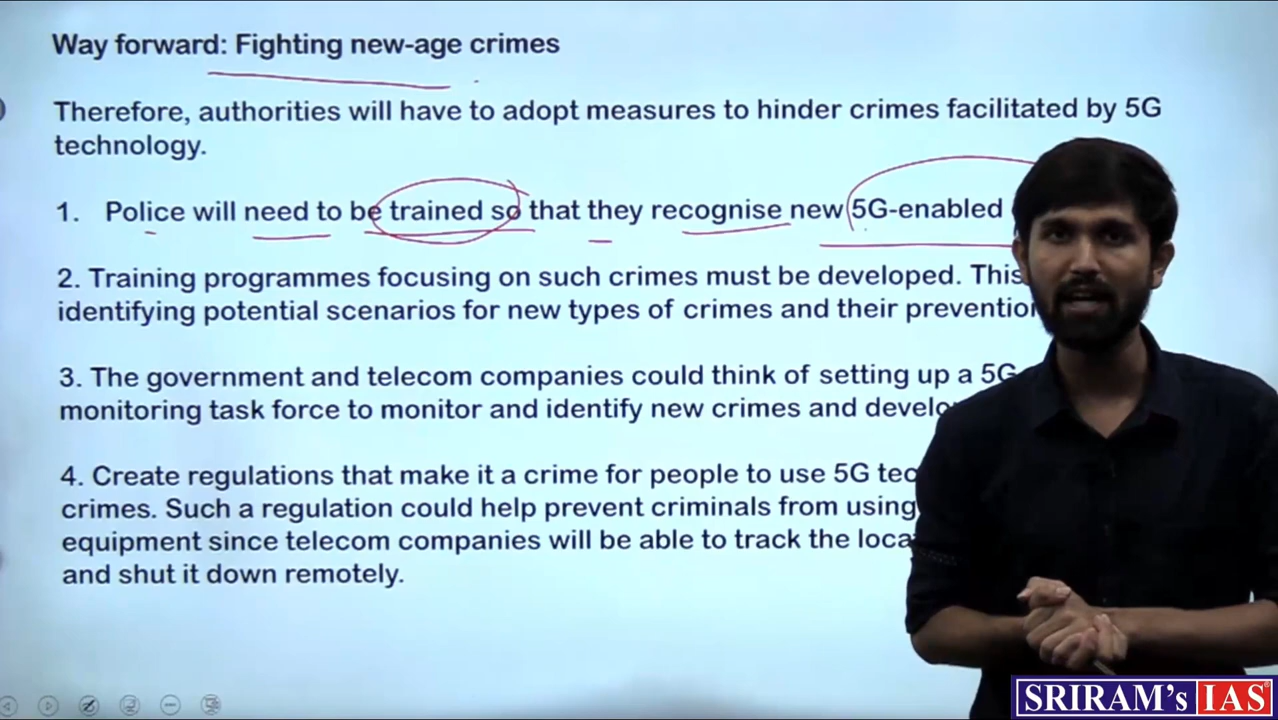 Way forward: Fighting new-age crimes
Therefore, authorities will have to adopt measures to hinder crimes facilitated by 5G
technology.
1. Police will need to be trained so that they recognise new 5G-enabled
2. Training programmes focusing on such crimes must be developed. This
identifying potential scenarios for new types of crimes and their
3. The government and telecom companies could think of setting up a 5G
monitoring task force to monitor and identify new crimes and
4. Create regulations that make it a crime for people to use 5G
crimes. Such a regulation could help prevent criminals from using
equipment since telecom companies will be able to track the
and shut it down remotely.
SRIRAM's IAS